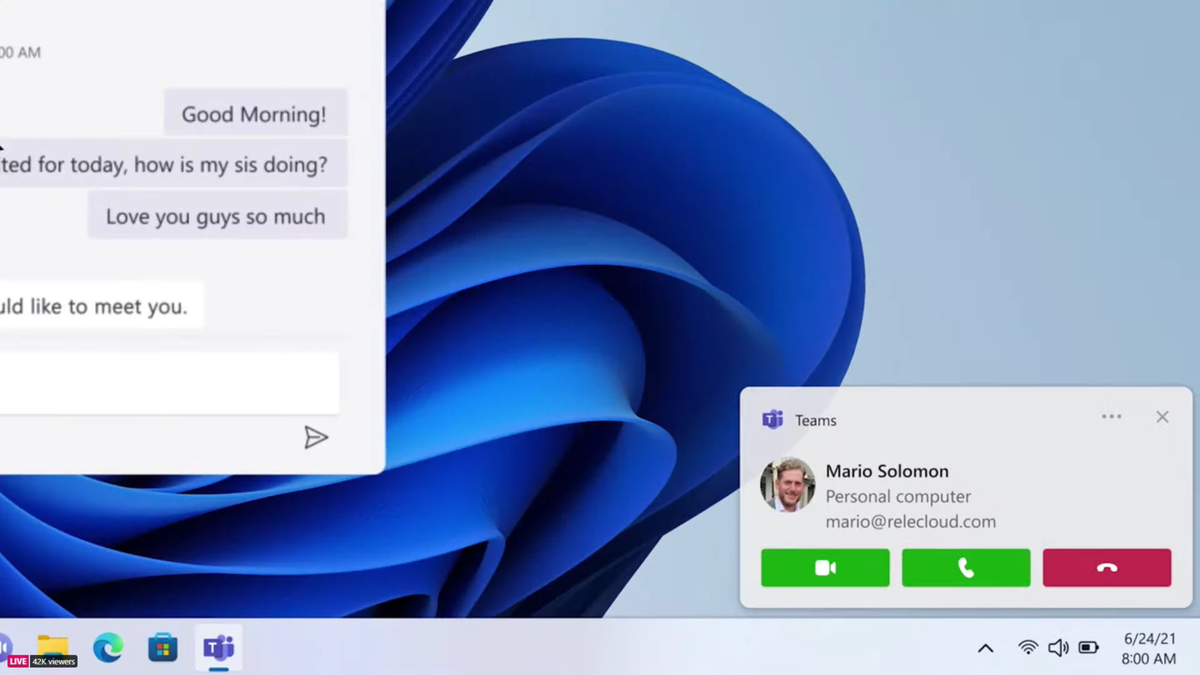 00 AM
Good Morning!
ted for today, how is my sis doing?
Love you guys so much
uld like to meet you.
Teams
Mario Solomon
Personal computer
mario@relecloud.com
LIVE 42K viewers
6/24/21
8:00 AM